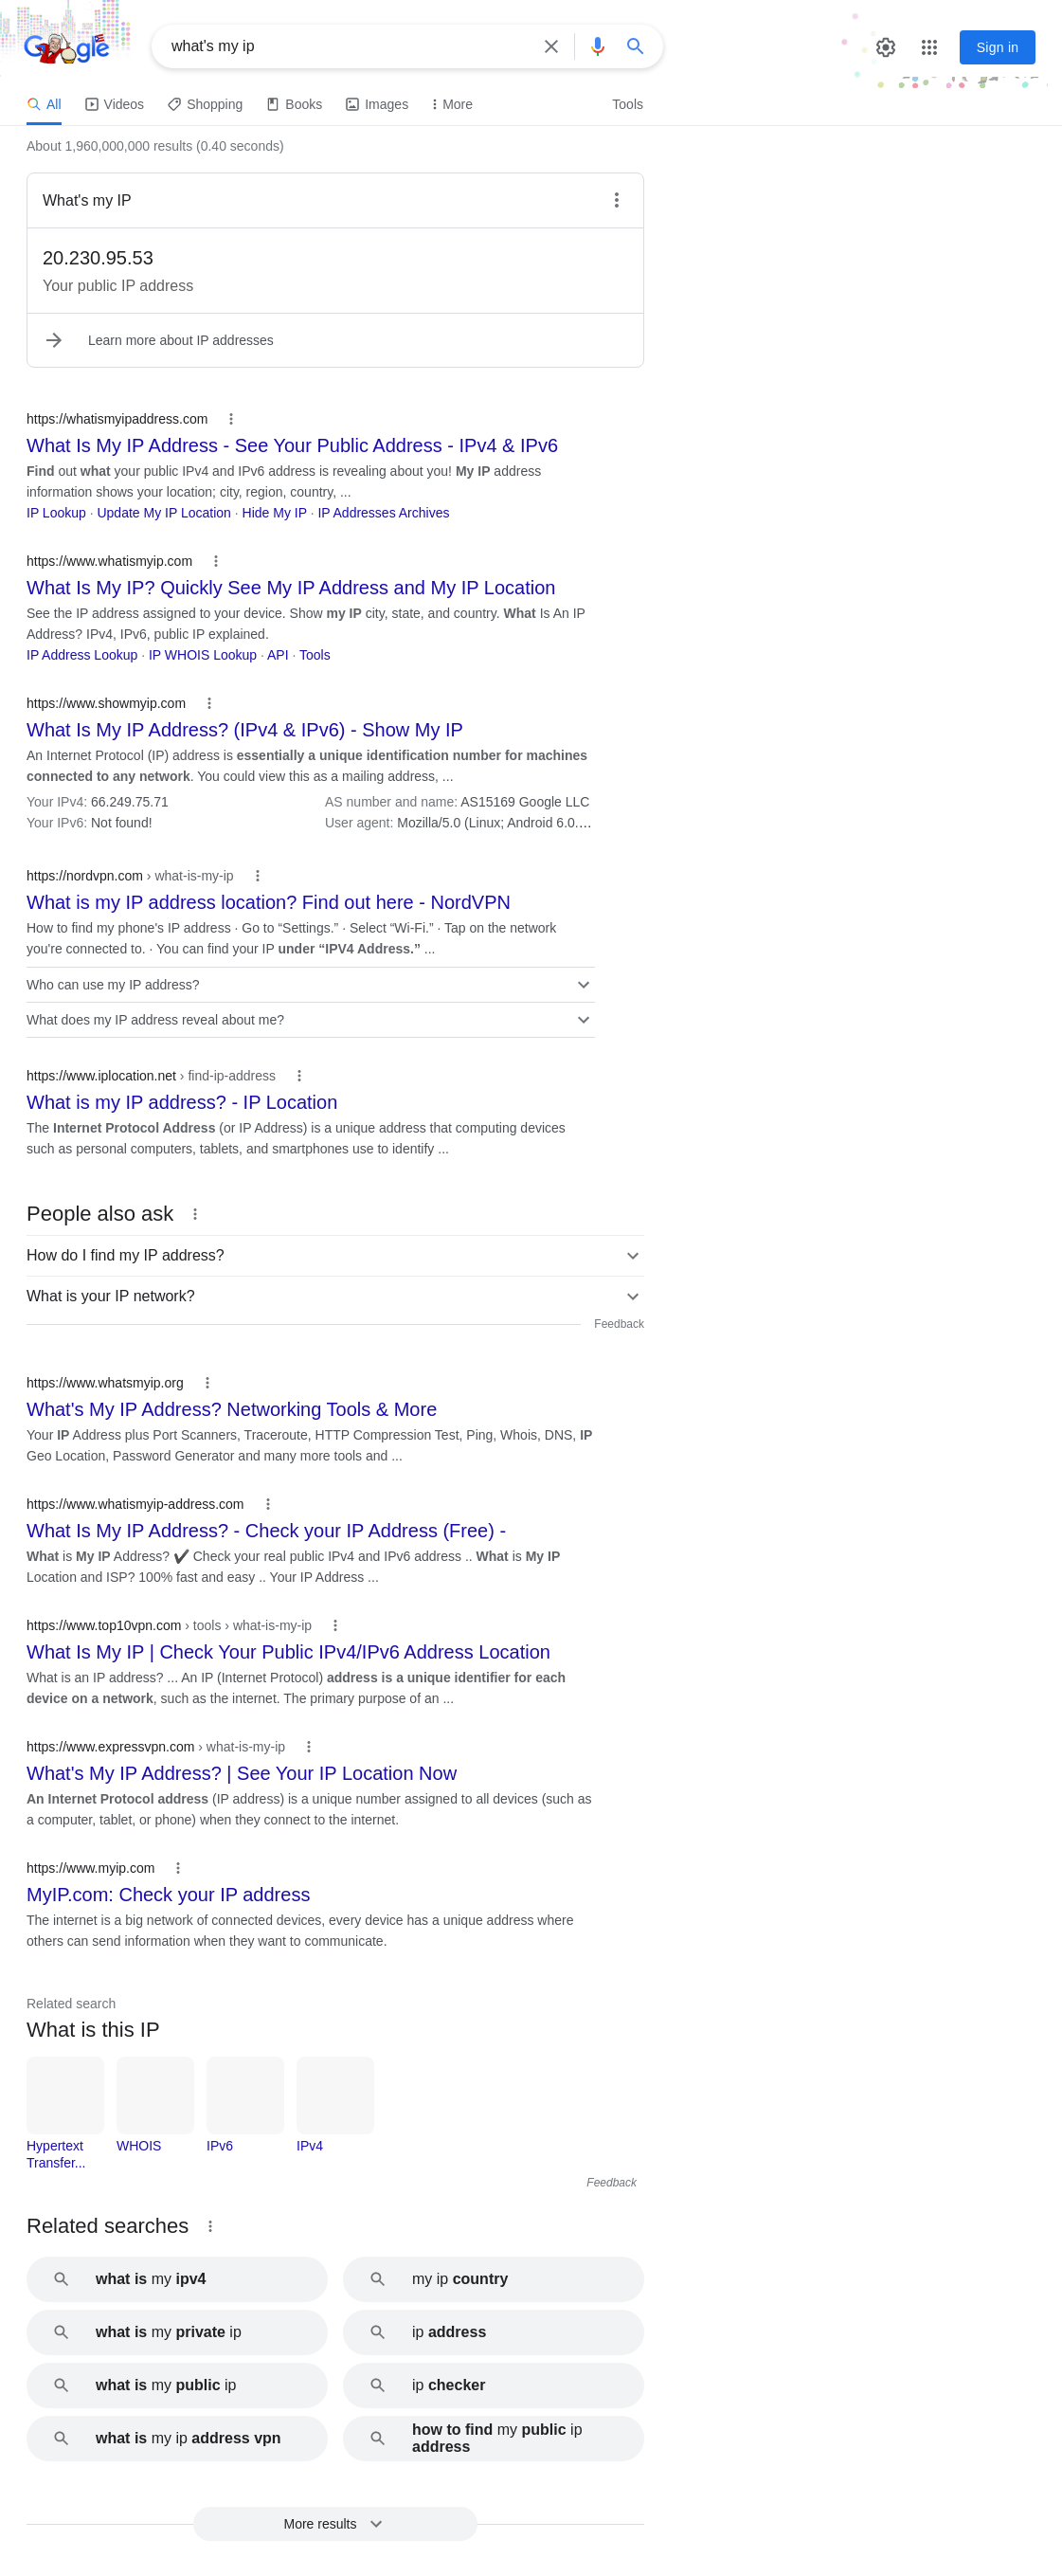 Google
what's my ip
Sign in
All
Videos
Shopping
Books
Images
More
Tools
About 1,960,000,000 results (0.40 seconds)
What's my IP
20.230.95.53
Your public IP address
Learn more about IP addresses
https://whatismyipaddress.com
What Is My IP Address - See Your Public Address - IPv4 & IPv6
Find out what your public IPv4 and IPv6 address is revealing about you! My IP address
information shows your location; city, region, country, ...
IP Lookup · Update My IP Location · Hide My IP · IP Addresses Archives
https://www.whatismyip.com
What Is My IP? Quickly See My IP Address and My IP Location
See the IP address assigned to your device. Show my IP city, state, and country. What Is An IP
Address? IPv4, IPv6, public IP explained.
IP Address Lookup · IP WHOIS Lookup · API · Tools
https://www.showmyip.com
What Is My IP Address? (IPv4 & IPv6) - Show My IP
An Internet Protocol (IP) address is essentially a unique identification number for machines
connected to any network. You could view this as a mailing address, ...
Your IPv4: 66.249.75.71
AS number and name: AS15169 Google LLC
Your IPv6: Not found!
User agent: Mozilla/5.0 (Linux; Android 6.0....
https://nordvpn.com › what-is-my-ip
What is my IP address location? Find out here - NordVPN
How to find my phone's IP address · Go to “Settings.” · Select “Wi-Fi.” · Tap on the network
you're connected to. · You can find your IP under “IPV4 Address.” ...
Who can use my IP address?
What does my IP address reveal about me?
https://www.iplocation.net › find-ip-address
What is my IP address? - IP Location
The Internet Protocol Address (or IP Address) is a unique address that computing devices
such as personal computers, tablets, and smartphones use to identify ...
People also ask
How do I find my IP address?
What is your IP network?
Feedback
https://www.whatsmyip.org
What's My IP Address? Networking Tools & More
Your IP Address plus Port Scanners, Traceroute, HTTP Compression Test, Ping, Whois, DNS, IP
Geo Location, Password Generator and many more tools and ...
https://www.whatismyip-address.com
What Is My IP Address? - Check your IP Address (Free) -
What is My IP Address? ✔️ Check your real public IPv4 and IPv6 address .. What is My IP
Location and ISP? 100% fast and easy .. Your IP Address ...
https://www.top10vpn.com › tools › what-is-my-ip
What Is My IP | Check Your Public IPv4/IPv6 Address Location
What is an IP address? ... An IP (Internet Protocol) address is a unique identifier for each
device on a network, such as the internet. The primary purpose of an ...
https://www.expressvpn.com › what-is-my-ip
What's My IP Address? | See Your IP Location Now
An Internet Protocol address (IP address) is a unique number assigned to all devices (such as
a computer, tablet, or phone) when they connect to the internet.
https://www.myip.com
MyIP.com: Check your IP address
The internet is a big network of connected devices, every device has a unique address where
others can send information when they want to communicate.
Related search
What is this IP
Hypertext
Transfer...
WHOIS
IPv6
IPv4
Feedback
Related searches
what is my ipv4
my ip country
what is my private ip
ip address
what is my public ip
ip checker
what is my ip address vpn
how to find my public ip
address
More results